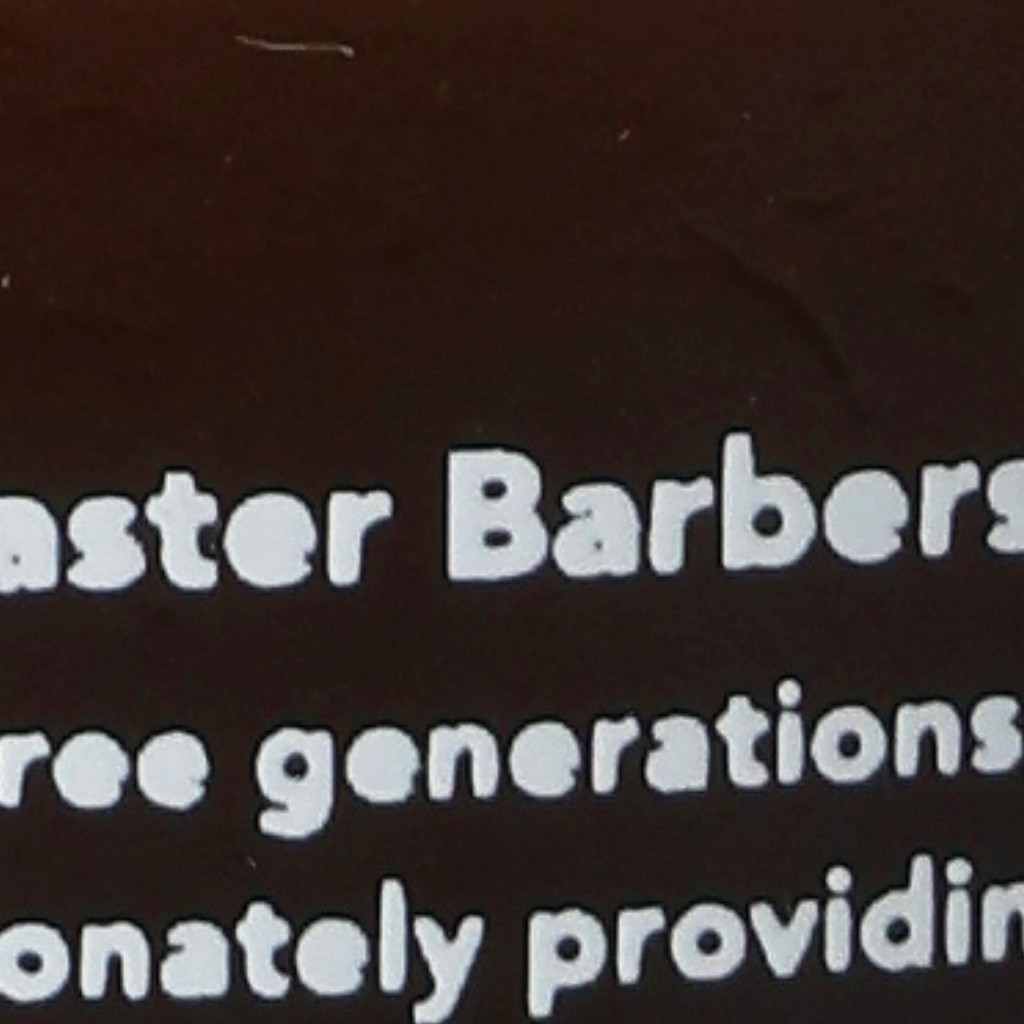 aster Barbers
ree generations
onately providin